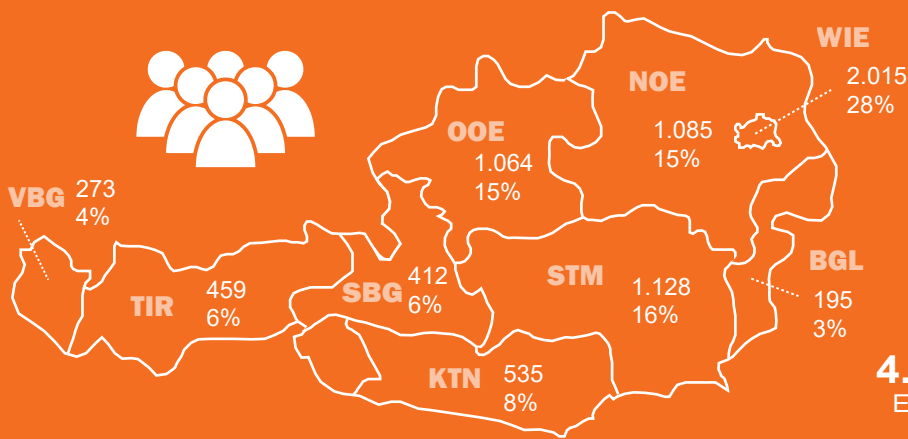 WIE
2.015
28%
NOE
1.085
15%
OOE
1.064
15%
VBG 273
4%
BGL
195
3%
STM
1.128
16%
SBG 412
6%
TIR 459
6%
KTN 535
8%
4.
E